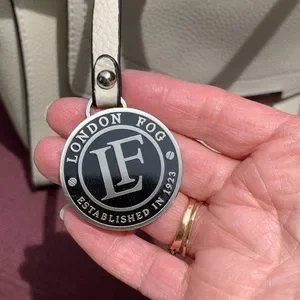 LONDON FOG
LF
ESTABLISHED IN 1923